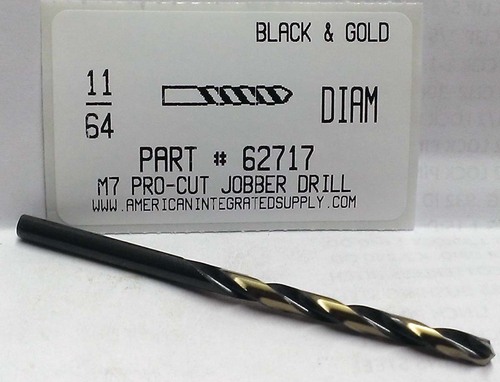 BLACK & GOLD
11
64
DIAM
PART # 62717
M7 PRO-CUT JOBBER DRILL
WWW.AMERICANINTEGRATEDSUPPLY.COM